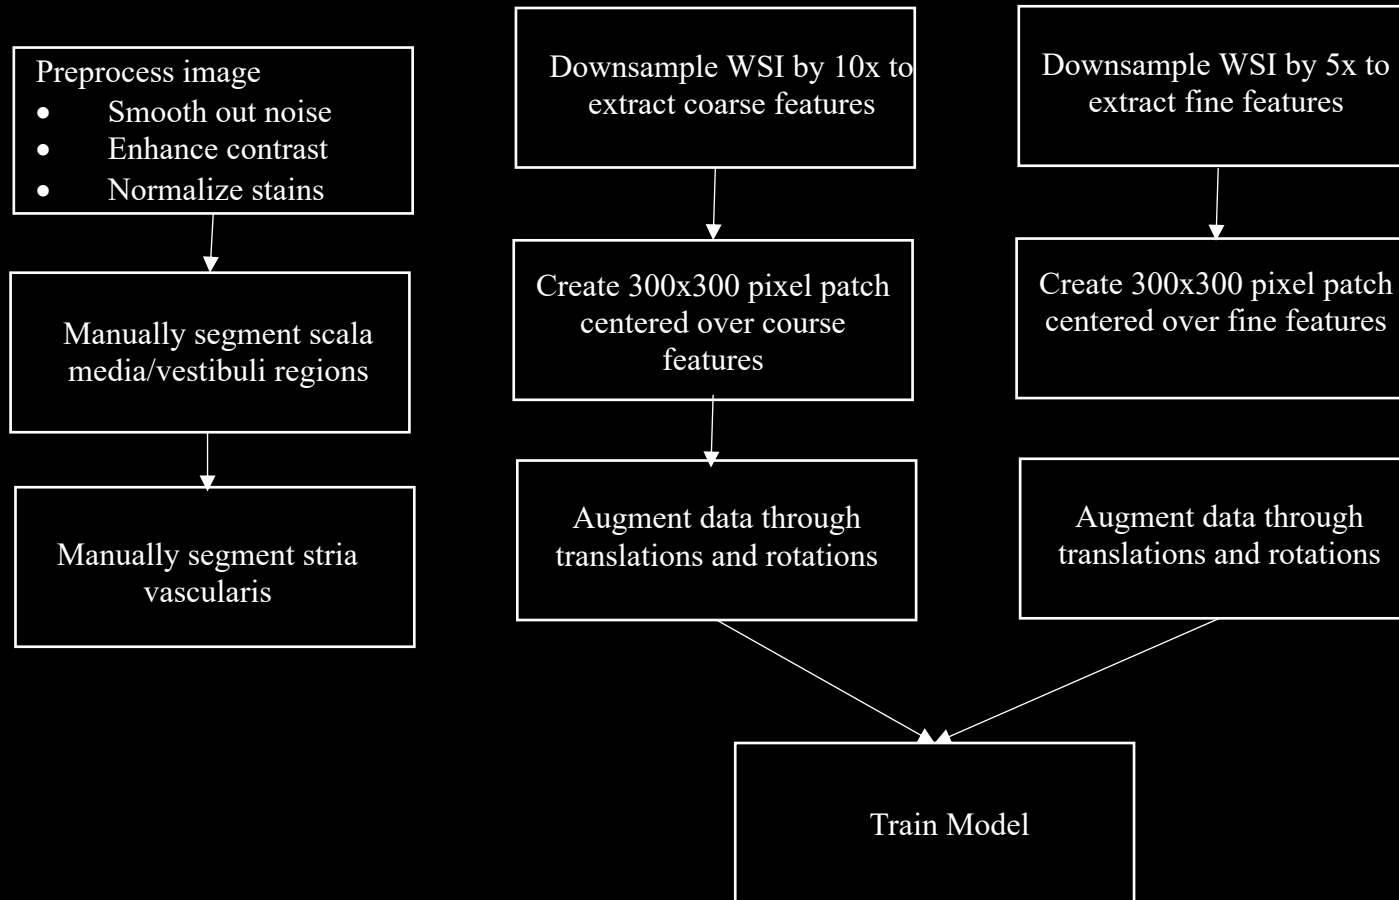 Preprocess image
• Smooth out noise
• Enhance contrast
• Normalize stains
Manually segment scala
media/vestibuli regions
Manually segment stria
vascularis
Downsample WSI by 10x to
extract coarse features
Create 300x300 pixel patch
centered over course
features
Augment data through
translations and rotations
Downsample WSI by 5x to
extract fine features
Create 300x300 pixel patch
centered over fine features
Augment data through
translations and rotations
Train Model